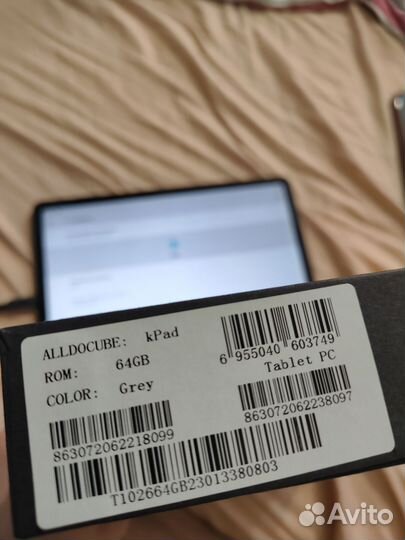 ALLDOCUBE: kPad
ROM: 64GB
COLOR: Grey
6 955040 603749
Tablet PC
863072062218099
863072062238097
T102664GB23013380803
Avito